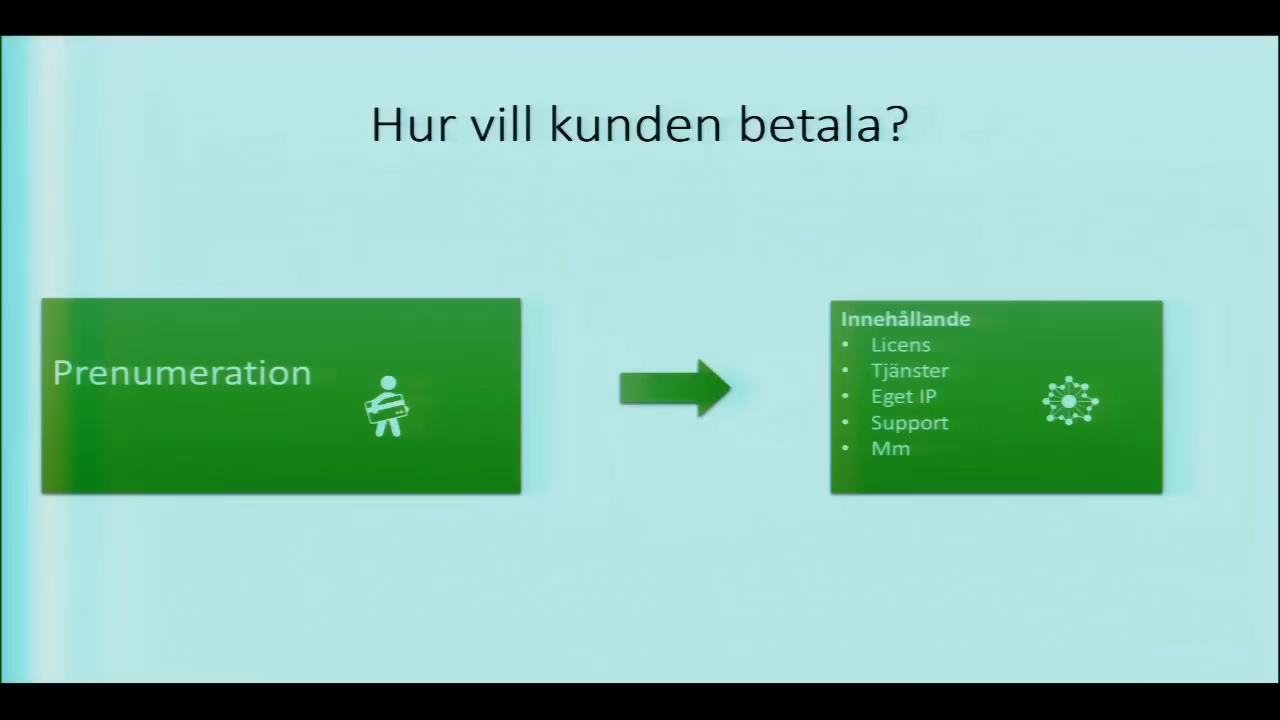 Hur vill kunden betala?
Prenumeration
Innehållande
• Licens
• Tjänster
• Eget IP
• Support
• Mm